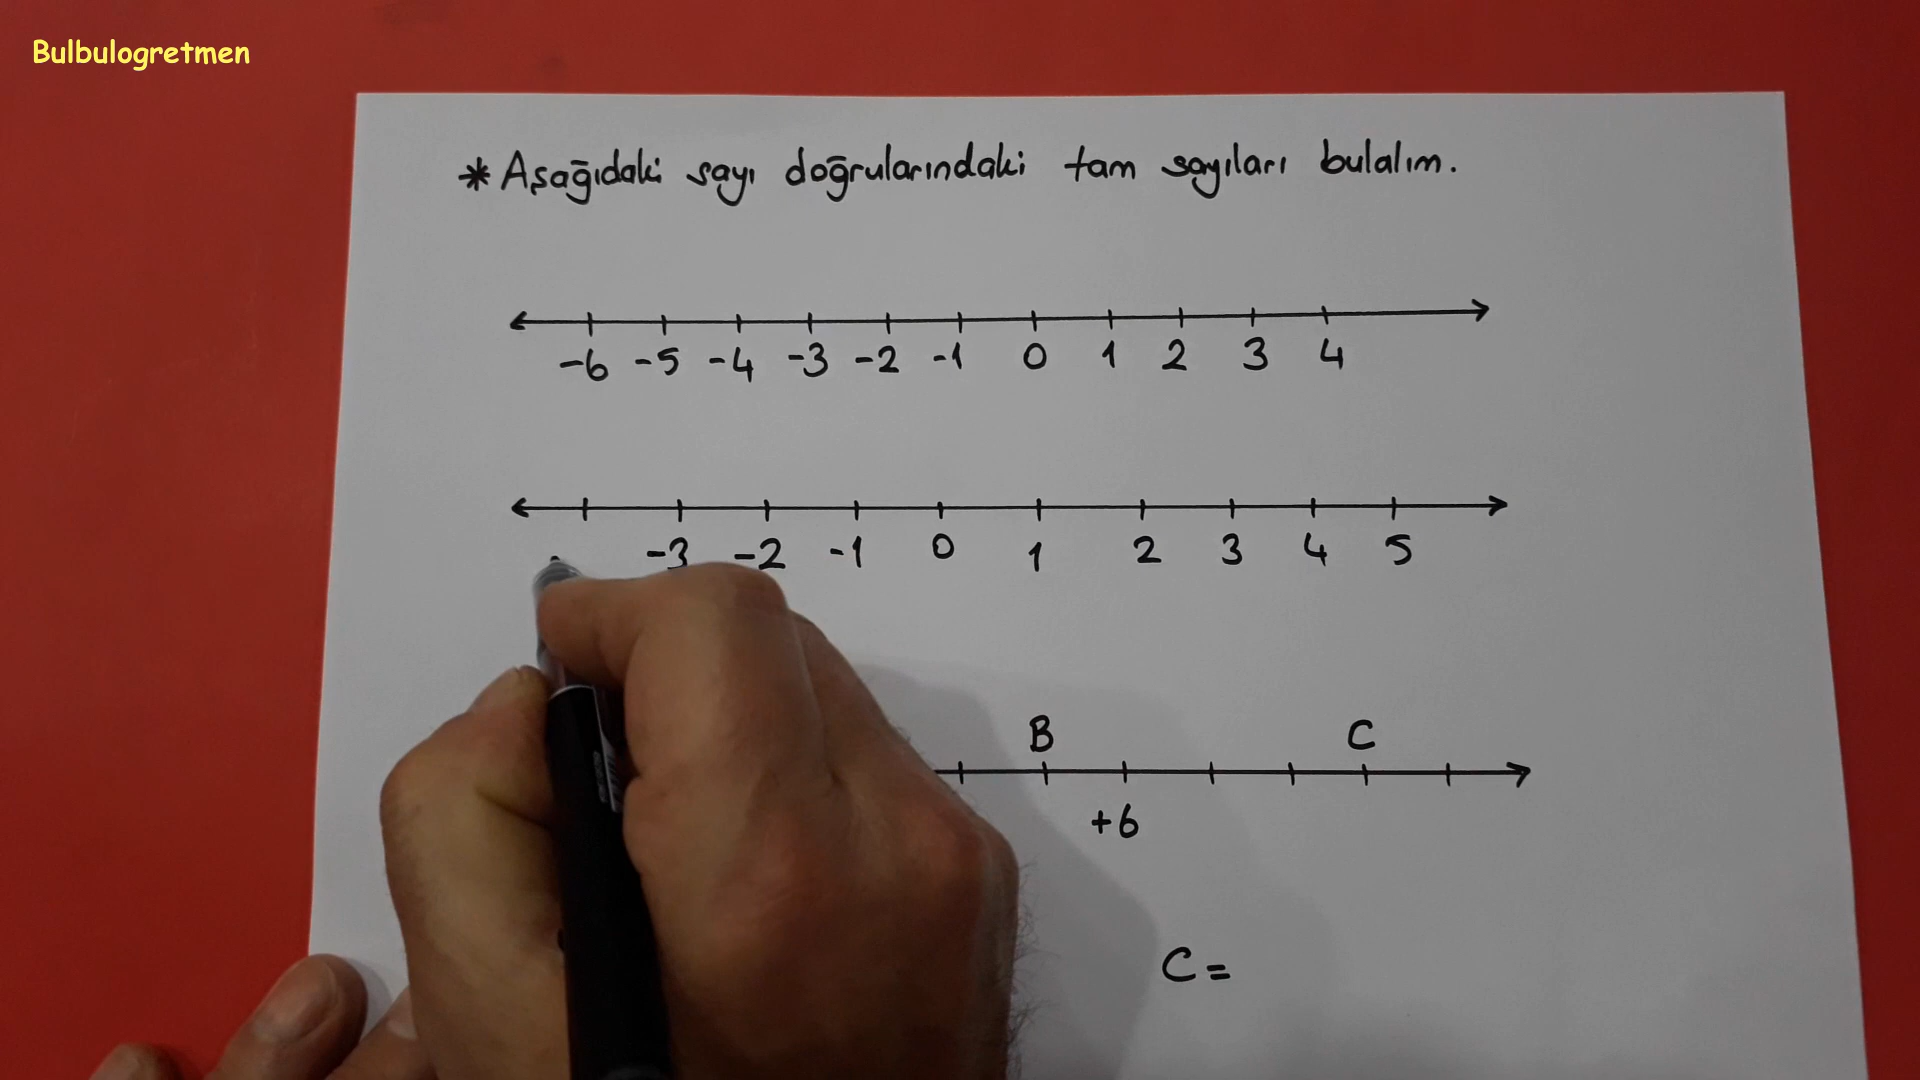 Bulbulogretmen
* Aşağıdaki sayı doğrularındaki tam sayıları bulalım.
-6 -5 -4 -3 -2 -1 0 1 2 3 4
-3 -2 -1 0 1 2 3 4 5
B C
+6
C =